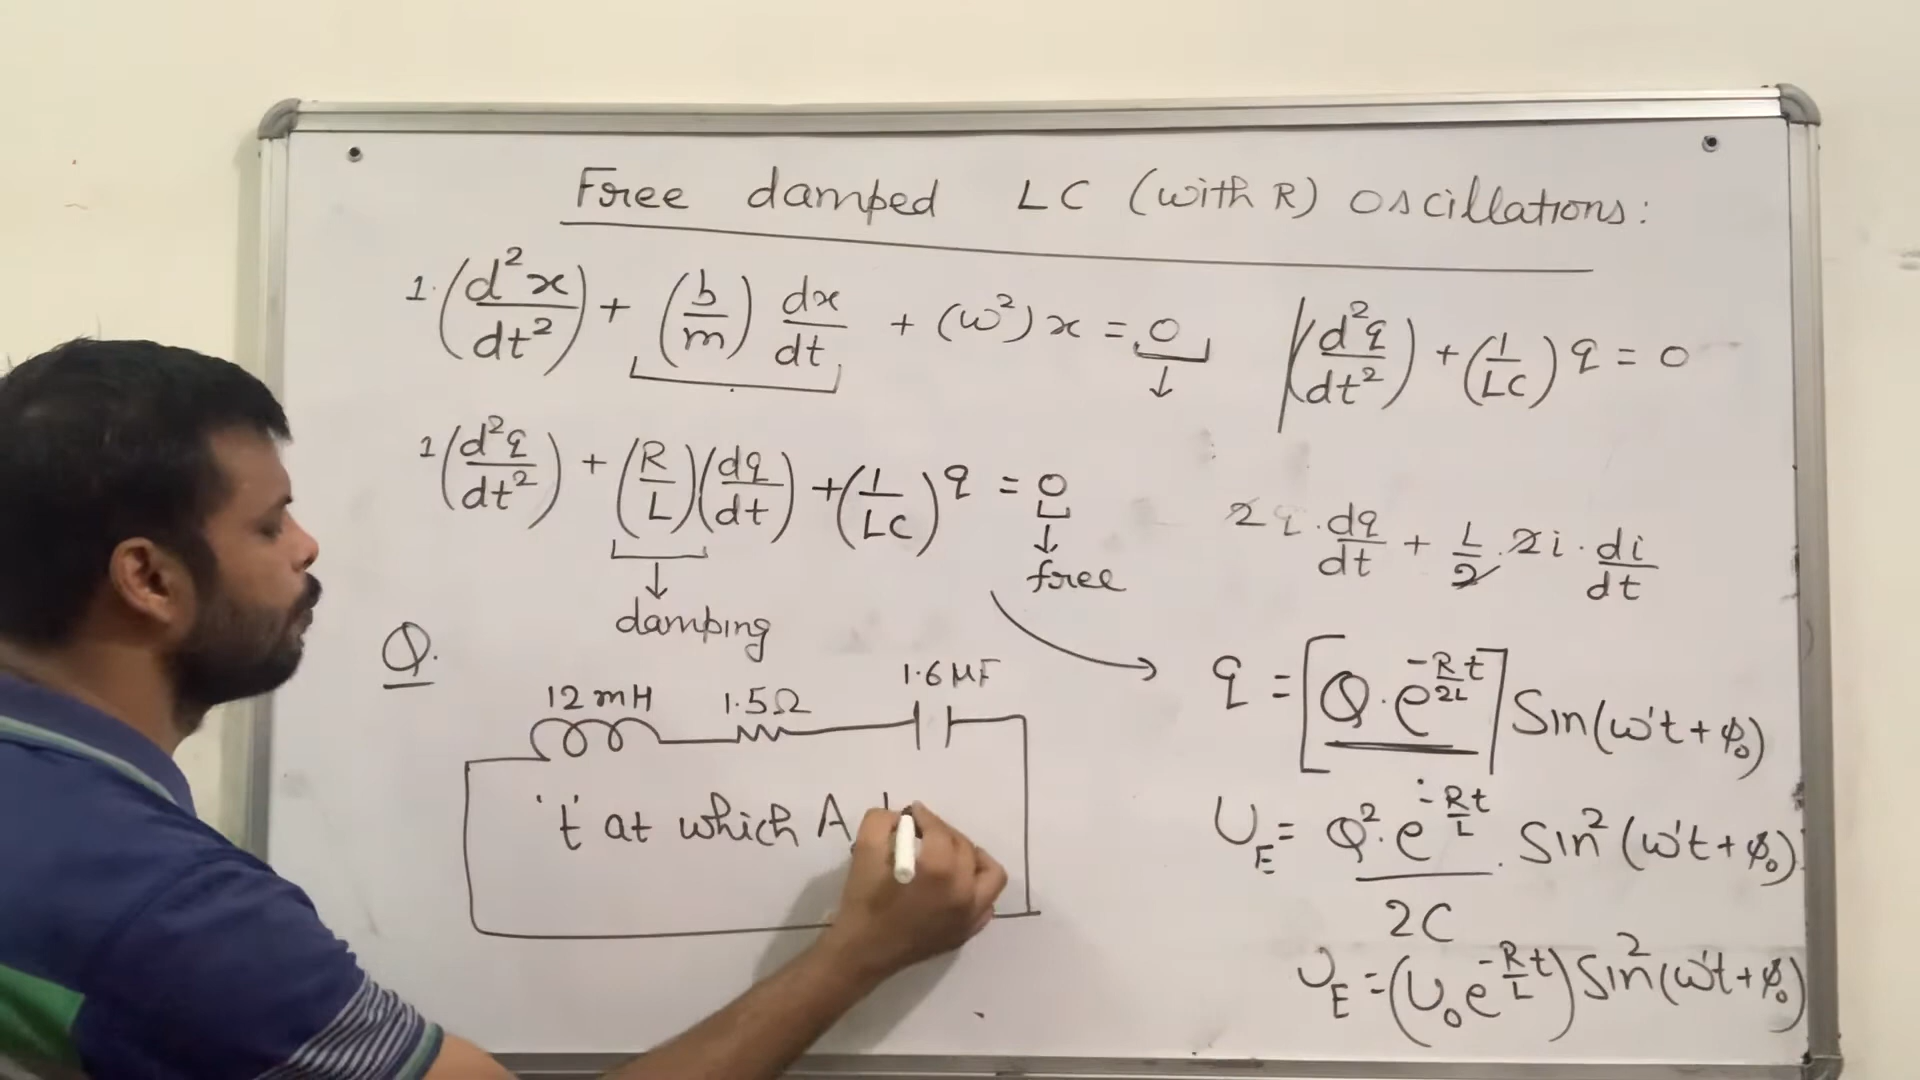 Free damped LC (with R) oscillations:
1. (d²x/dt²) + (b/m) dx/dt + (ω²) x = 0
(d²q/dt²) + (1/LC) q = 0
1 (d²q/dt²) + (R/L)(dq/dt) + (1/LC) q = 0
↓ free
↓ damping
2q · dq/dt + L/2 · 2i · di/dt
Q.
12 mH 1.5Ω 1.6 μF
't' at which A
q = [Q · e^(-Rt/2L)] Sin(ω't + φ₀)
U_E = Q² · e^(-Rt/L) / 2C · Sin²(ω't + φ₀)
U_E = (U₀ e^(-Rt/L)) Sin²(ω't + φ₀)